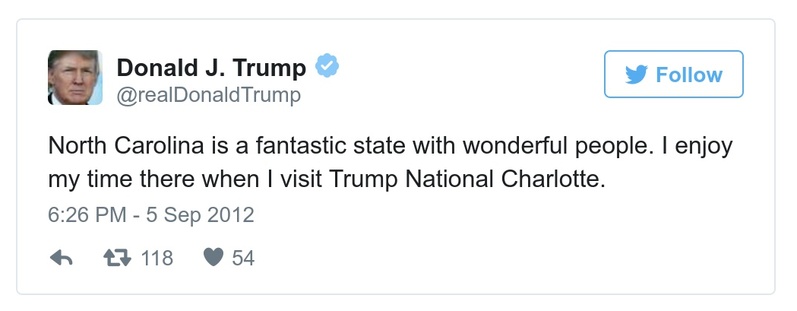 Donald J. Trump
@realDonaldTrump
Follow
North Carolina is a fantastic state with wonderful people. I enjoy
my time there when I visit Trump National Charlotte.
6:26 PM - 5 Sep 2012
118 54